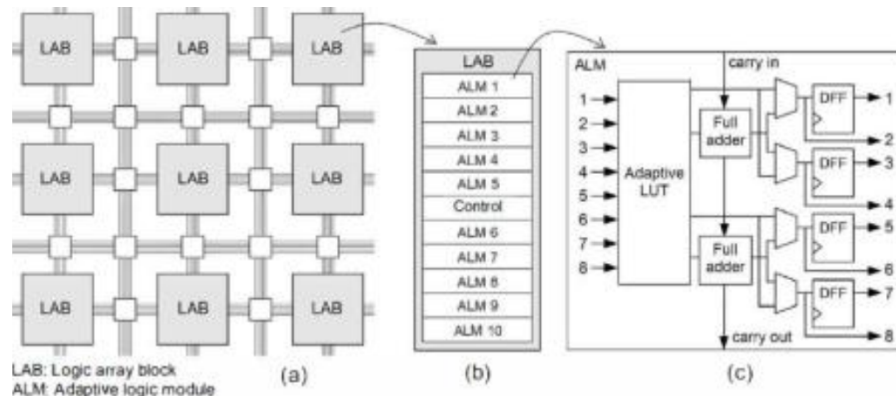 LAB LAB LAB
LAB LAB LAB
LAB LAB LAB
LAB: Logic array block
ALM: Adaptive logic module
(a)
LAB
ALM 1
ALM 2
ALM 3
ALM 4
ALM 5
Control
ALM 6
ALM 7
ALM 8
ALM 9
ALM 10
(b)
ALM
carry in
1
2
3
4
5
6
7
8
Adaptive
LUT
Full
adder
Full
adder
DFF
DFF
DFF
DFF
1
2
3
4
5
6
7
8
carry out
(c)